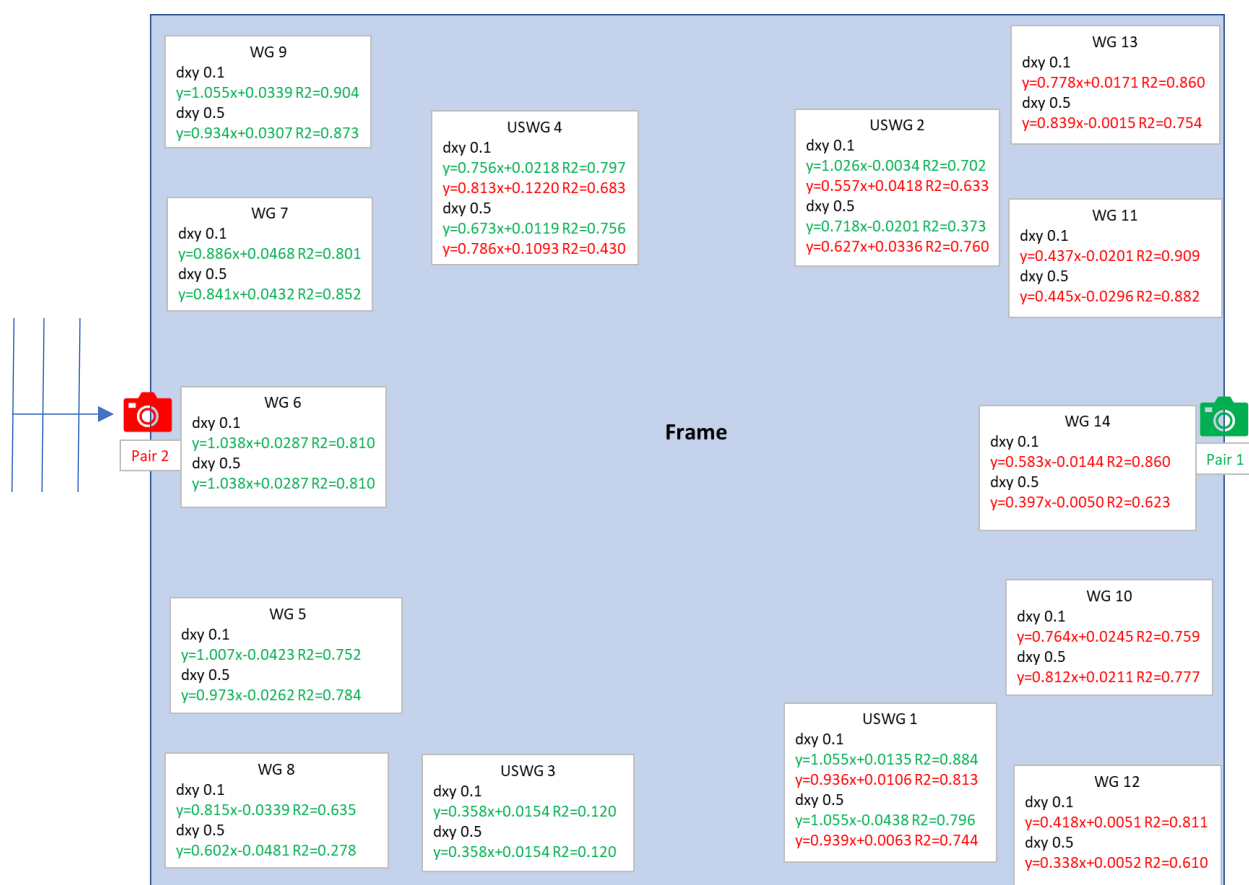 WG 9
dxy 0.1
y=1.055x+0.0339 R2=0.904
dxy 0.5
y=0.934x+0.0307 R2=0.873
USWG 4
dxy 0.1
y=0.756x+0.0218 R2=0.797
y=0.813x+0.1220 R2=0.683
dxy 0.5
y=0.673x+0.0119 R2=0.756
y=0.786x+0.1093 R2=0.430
USWG 2
dxy 0.1
y=1.026x-0.0034 R2=0.702
y=0.557x+0.0418 R2=0.633
dxy 0.5
y=0.718x-0.0201 R2=0.373
y=0.627x+0.0336 R2=0.760
WG 13
dxy 0.1
y=0.778x+0.0171 R2=0.860
dxy 0.5
y=0.839x-0.0015 R2=0.754
WG 7
dxy 0.1
y=0.886x+0.0468 R2=0.801
dxy 0.5
y=0.841x+0.0432 R2=0.852
WG 11
dxy 0.1
y=0.437x-0.0201 R2=0.909
dxy 0.5
y=0.445x-0.0296 R2=0.882
Pair 2
WG 6
dxy 0.1
y=1.038x+0.0287 R2=0.810
dxy 0.5
y=1.038x+0.0287 R2=0.810
Frame
WG 14
dxy 0.1
y=0.583x-0.0144 R2=0.860
dxy 0.5
y=0.397x-0.0050 R2=0.623
Pair 1
WG 5
dxy 0.1
y=1.007x-0.0423 R2=0.752
dxy 0.5
y=0.973x-0.0262 R2=0.784
WG 10
dxy 0.1
y=0.764x+0.0245 R2=0.759
dxy 0.5
y=0.812x+0.0211 R2=0.777
WG 8
dxy 0.1
y=0.815x-0.0339 R2=0.635
dxy 0.5
y=0.602x-0.0481 R2=0.278
USWG 3
dxy 0.1
y=0.358x+0.0154 R2=0.120
dxy 0.5
y=0.358x+0.0154 R2=0.120
USWG 1
dxy 0.1
y=1.055x+0.0135 R2=0.884
y=0.936x+0.0106 R2=0.813
dxy 0.5
y=1.055x-0.0438 R2=0.796
y=0.939x+0.0063 R2=0.744
WG 12
dxy 0.1
y=0.418x+0.0051 R2=0.811
dxy 0.5
y=0.338x+0.0052 R2=0.610